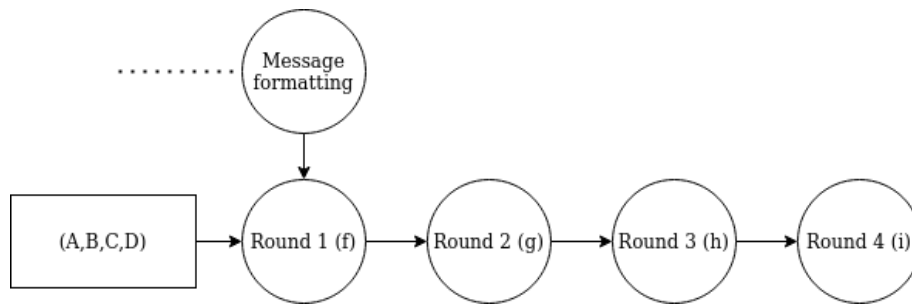 Message
formatting
(A,B,C,D)
Round 1 (f)
Round 2 (g)
Round 3 (h)
Round 4 (i)